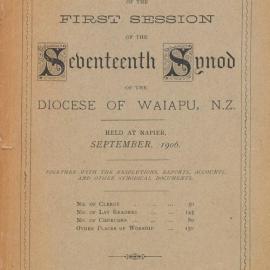 OF THE
FIRST SESSION
OF THE
Seventeenth Synod
OF THE
DIOCESE OF WAIAPU, N.Z.
HELD AT NAPIER,
SEPTEMBER, 1906.
TOGETHER WITH THE RESOLUTIONS, REPORTS, ACCOUNTS,
AND OTHER SYNODICAL DOCUMENTS.
No. of Clergy
No. of Lay Readers
No. of Churches
Other Places of Worship